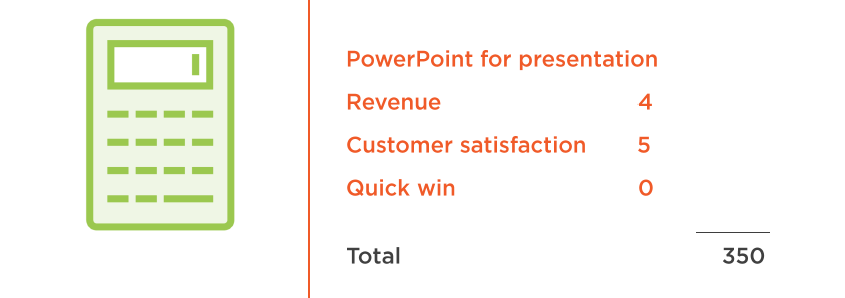 PowerPoint for presentation
Revenue 4
Customer satisfaction 5
Quick win 0
Total 350